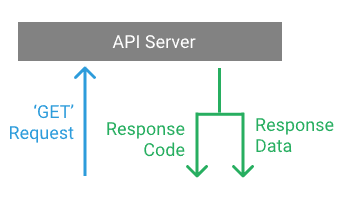 API Server
‘GET’
Request
Response
Code
Response
Data